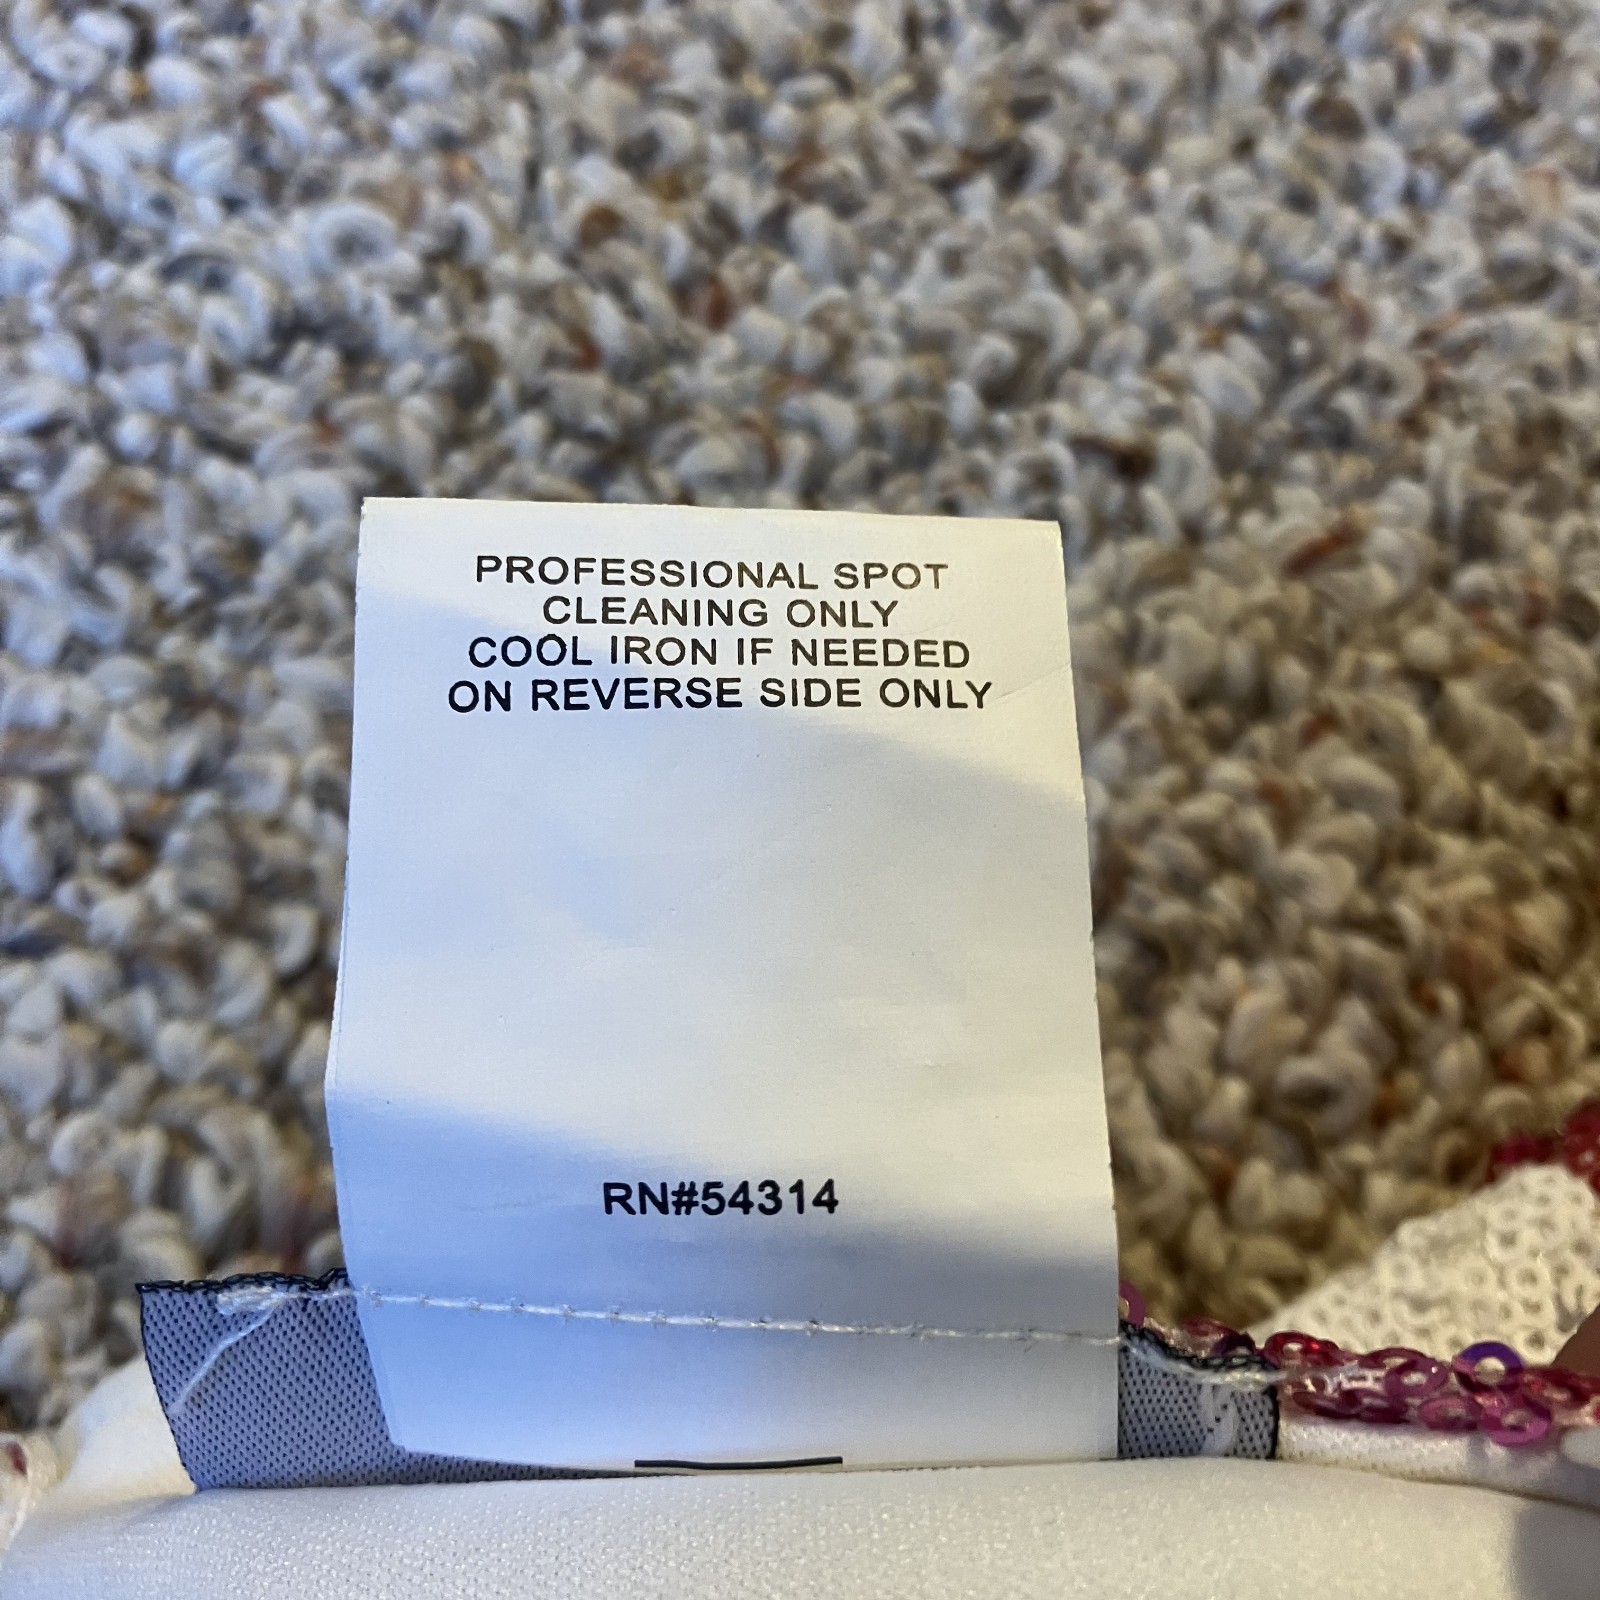 PROFESSIONAL SPOT
CLEANING ONLY
COOL IRON IF NEEDED
ON REVERSE SIDE ONLY
RN#54314